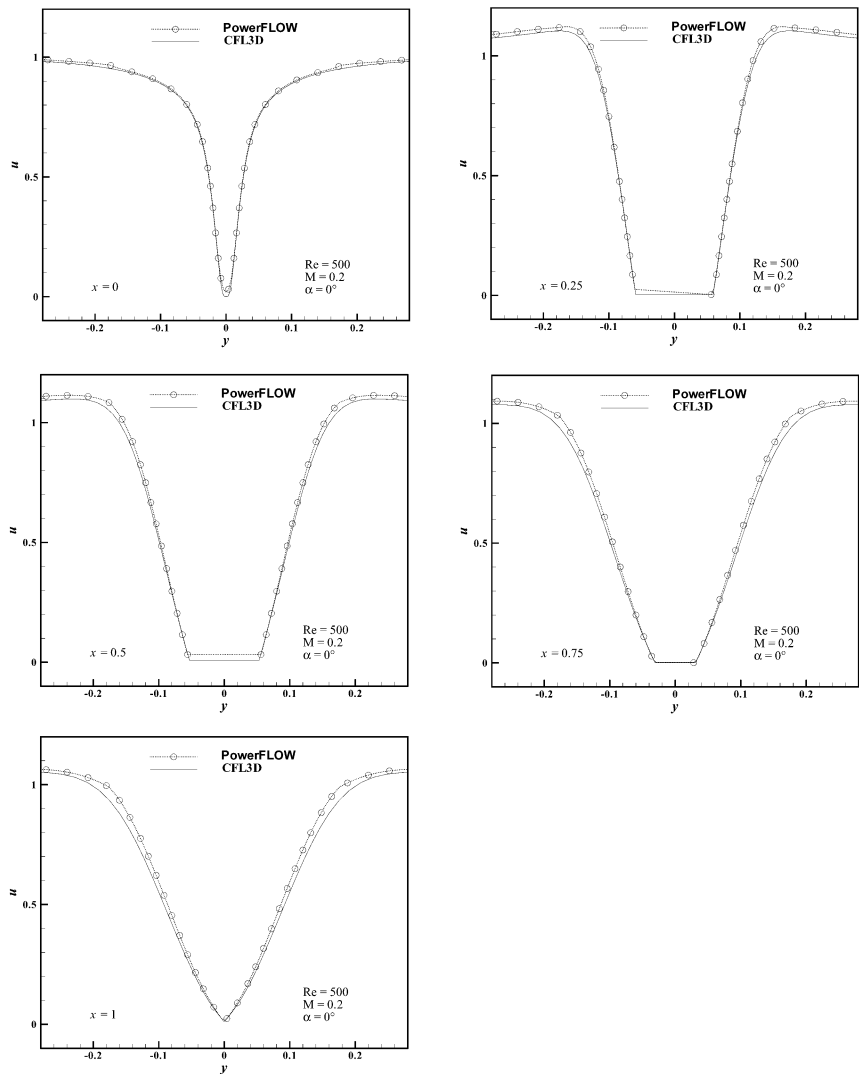 PowerFLOW
CFL3D
1
0.5
0
u
x = 0
Re = 500
M = 0.2
α = 0°
-0.2 -0.1 0 0.1 0.2
y
PowerFLOW
CFL3D
1
0.5
0
u
x = 0.25
Re = 500
M = 0.2
α = 0°
-0.2 -0.1 0 0.1 0.2
y
PowerFLOW
CFL3D
1
0.5
0
u
x = 0.5
Re = 500
M = 0.2
α = 0°
-0.2 -0.1 0 0.1 0.2
y
PowerFLOW
CFL3D
1
0.5
0
u
x = 0.75
Re = 500
M = 0.2
α = 0°
-0.2 -0.1 0 0.1 0.2
y
PowerFLOW
CFL3D
1
0.5
0
u
x = 1
Re = 500
M = 0.2
α = 0°
-0.2 -0.1 0 0.1 0.2
y